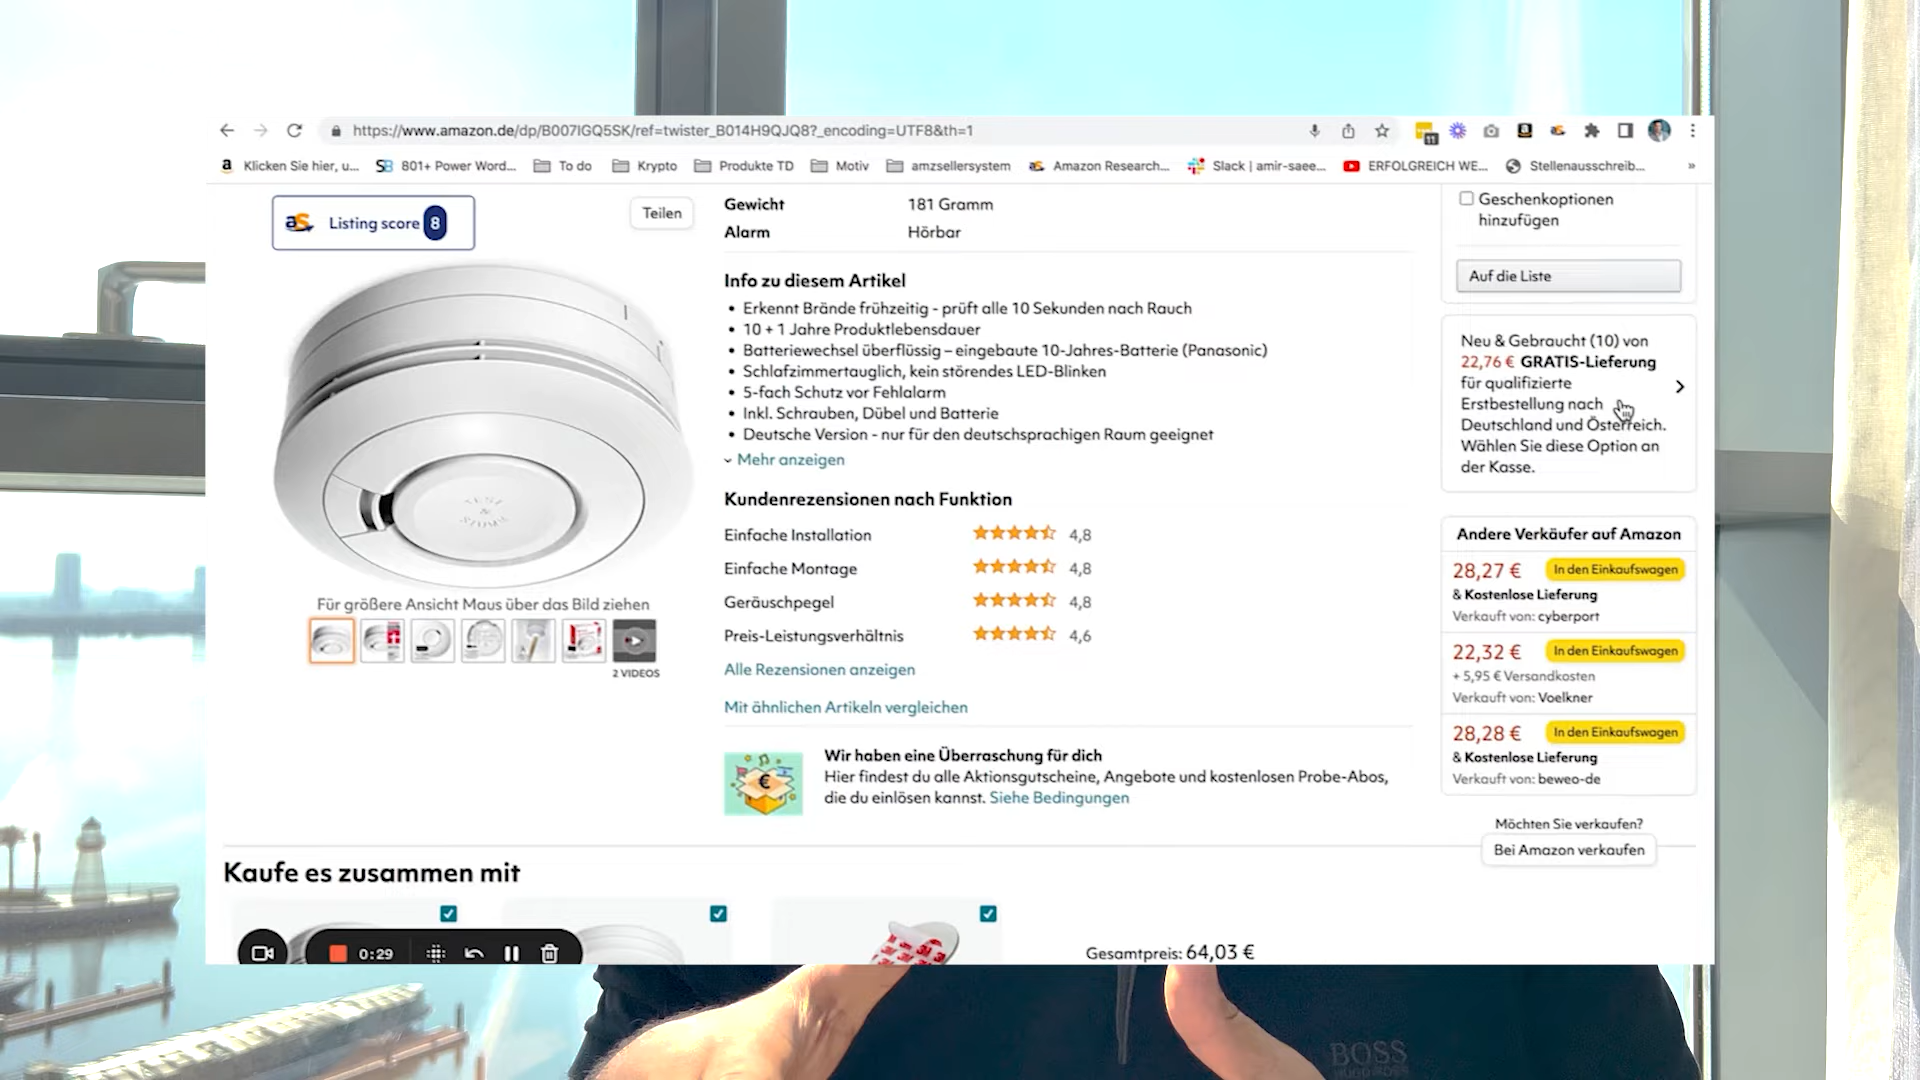 https://www.amazon.de/dp/B007IGQ5SK/ref=twister_B014H9QJQ8?_encoding=UTF8&th=1
11
Klicken Sie hier, u...
801+ Power Word...
To do
Krypto
Produkte TD
Motiv
amzsellersystem
Amazon Research...
Slack | amir-saee...
ERFOLGREICH WE...
Stellenausschreib...
»
Listing score 8
Teilen
Für größere Ansicht Maus über das Bild ziehen
2 VIDEOS
Gewicht 181 Gramm
Alarm Hörbar
Info zu diesem Artikel
• Erkennt Brände frühzeitig - prüft alle 10 Sekunden nach Rauch
• 10 + 1 Jahre Produktlebensdauer
• Batteriewechsel überflüssig – eingebaute 10-Jahres-Batterie (Panasonic)
• Schlafzimmertauglich, kein störendes LED-Blinken
• 5-fach Schutz vor Fehlalarm
• Inkl. Schrauben, Dübel und Batterie
• Deutsche Version - nur für den deutschsprachigen Raum geeignet
Mehr anzeigen
Kundenrezensionen nach Funktion
Einfache Installation 4,8
Einfache Montage 4,8
Geräuschpegel 4,8
Preis-Leistungsverhältnis 4,6
Alle Rezensionen anzeigen
Mit ähnlichen Artikeln vergleichen
Wir haben eine Überraschung für dich
Hier findest du alle Aktionsgutscheine, Angebote und kostenlosen Probe-Abos,
die du einlösen kannst. Siehe Bedingungen
Geschenkoptionen
hinzufügen
Auf die Liste
Neu & Gebraucht (10) von
22,76 € GRATIS-Lieferung
für qualifizierte
Erstbestellung nach
Deutschland und Österreich.
Wählen Sie diese Option an
der Kasse.
Andere Verkäufer auf Amazon
28,27 € In den Einkaufswagen
& Kostenlose Lieferung
Verkauft von: cyberport
22,32 € In den Einkaufswagen
+ 5,95 € Versandkosten
Verkauft von: Voelkner
28,28 € In den Einkaufswagen
& Kostenlose Lieferung
Verkauft von: beweo-de
Möchten Sie verkaufen?
Bei Amazon verkaufen
Kaufe es zusammen mit
0:29
Gesamtpreis: 64,03 €
BOSS
HUGO BOSS